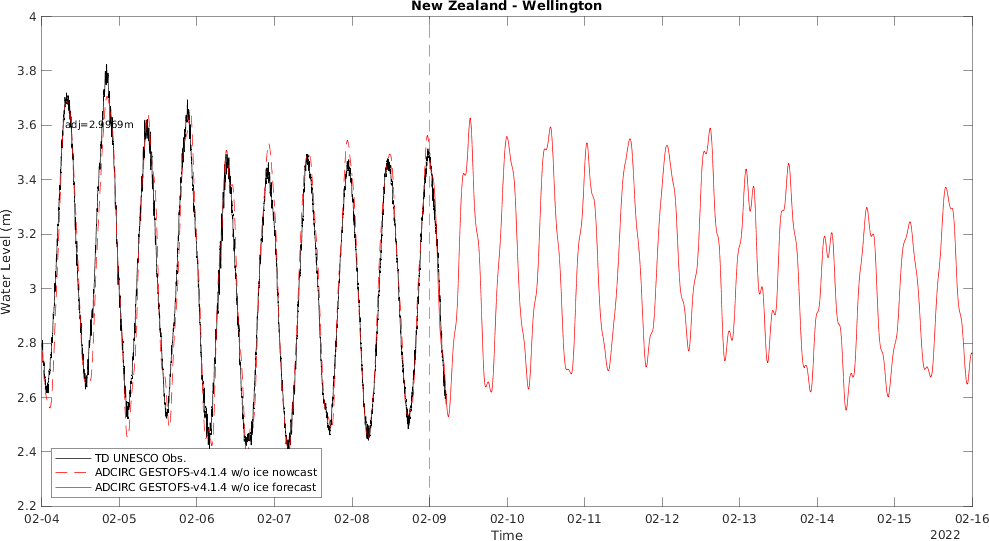 New Zealand - Wellington
4
3.8
3.6
3.4
3.2
3
2.8
2.6
2.4
2.2
Water Level (m)
adj=2.9969m
TD UNESCO Obs.
ADCIRC GESTOFS-v4.1.4 w/o ice nowcast
ADCIRC GESTOFS-v4.1.4 w/o ice forecast
02-04 02-05 02-06 02-07 02-08 02-09 02-10 02-11 02-12 02-13 02-14 02-15 02-16
Time
2022